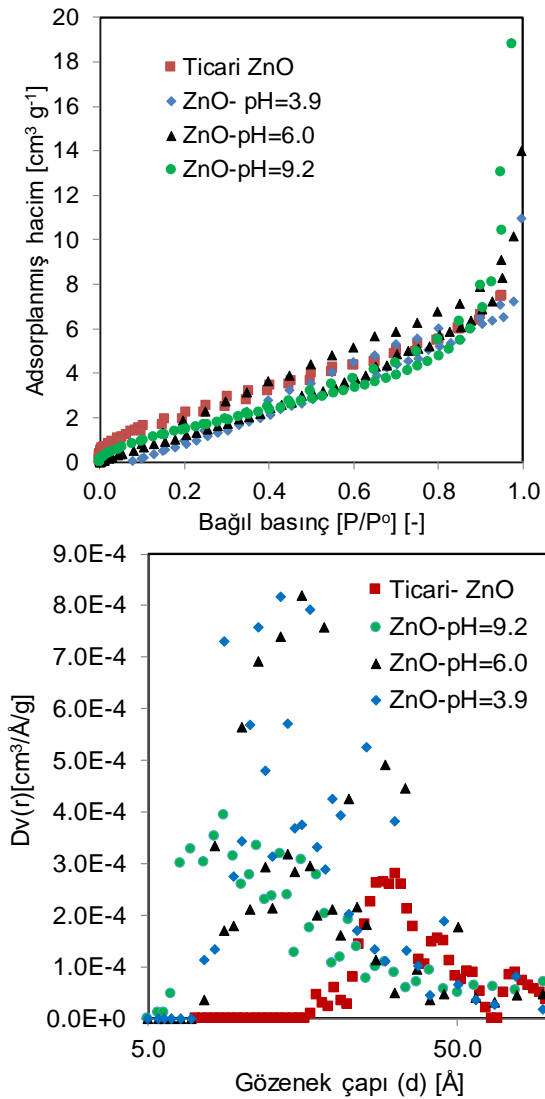 20
18
16
14
12
10
8
6
4
2
0
Adsorplanmış hacim [cm³ g⁻¹]
Ticari ZnO
ZnO- pH=3.9
ZnO-pH=6.0
ZnO-pH=9.2
0.0 0.2 0.4 0.6 0.8 1.0
Bağıl basınç [P/Pᵒ] [-]
9.0E-4
8.0E-4
7.0E-4
6.0E-4
5.0E-4
4.0E-4
3.0E-4
2.0E-4
1.0E-4
0.0E+0
Dv(r)[cm³/Å/g]
Ticari- ZnO
ZnO-pH=9.2
ZnO-pH=6.0
ZnO-pH=3.9
5.0 50.0
Gözenek çapı (d) [Å]